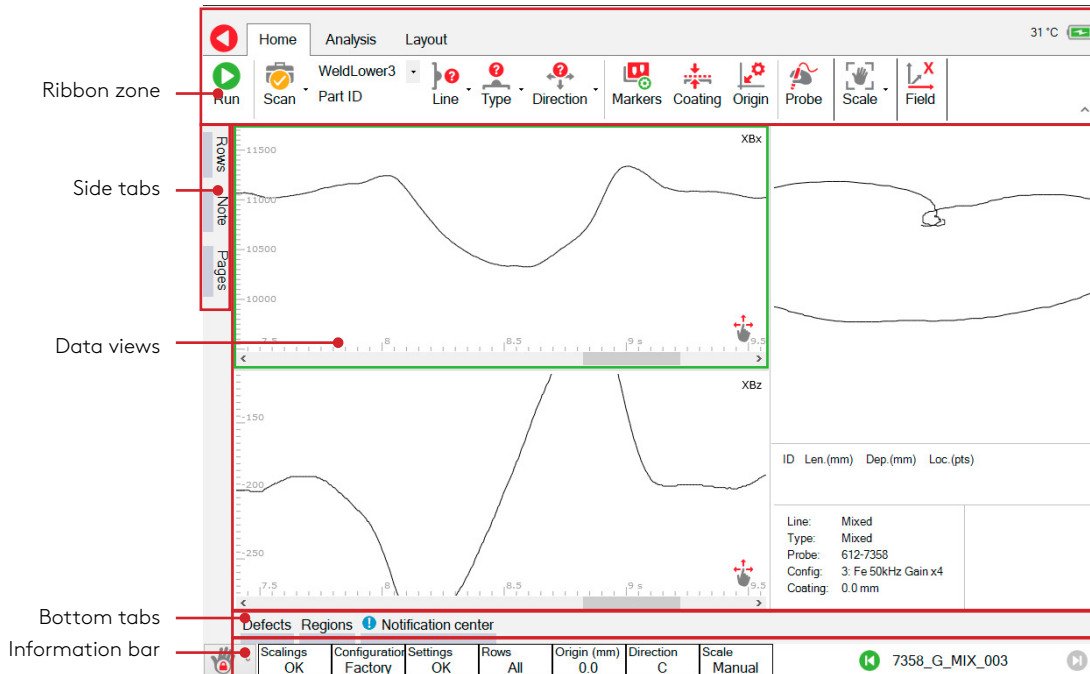 31 °C
Home Analysis Layout
Ribbon zone
Run
Scan
WeldLower3
Part ID
Line
Type
Direction
Markers
Coating
Origin
Probe
Scale
Field
Side tabs
Rows
Note
Pages
Data views
XBx
11500
11000
10500
10000
7.5 8 8.5 9 s 9.5
XBz
-150
-200
-250
7.5 8 8.5 9 s 9.5
ID Len.(mm) Dep.(mm) Loc.(pts)
Line: Mixed
Type: Mixed
Probe: 612-7358
Config: 3: Fe 50kHz Gain x4
Coating: 0.0 mm
Bottom tabs
Defects Regions Notification center
Information bar
Scalings Configuration Settings Rows Origin (mm) Direction Scale
OK Factory OK All 0.0 C Manual
7358_G_MIX_003